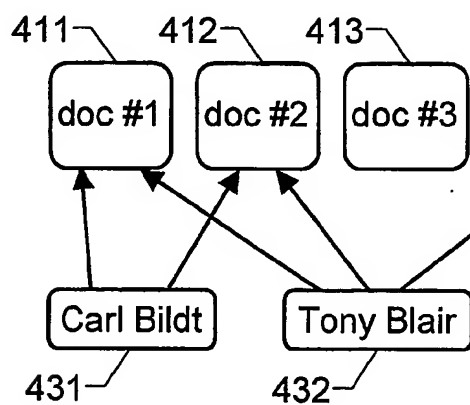 411 412 413
doc #1 doc #2 doc #3
Carl Bildt Tony Blair
431 432